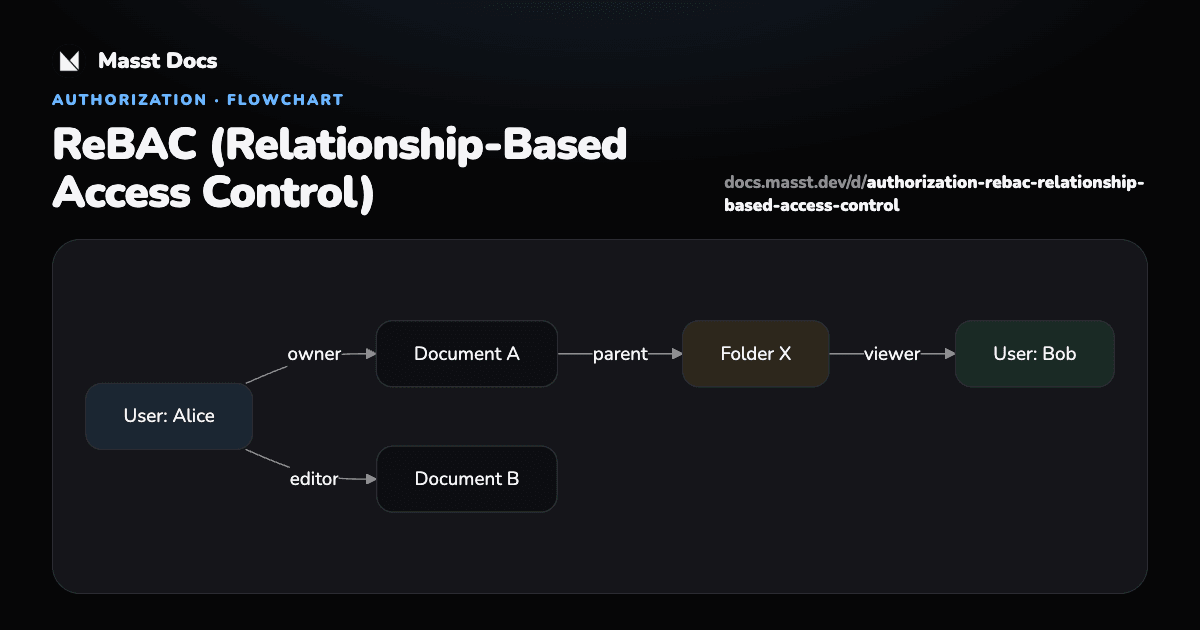 Masst Docs
AUTHORIZATION · FLOWCHART
ReBAC (Relationship-Based
Access Control)
docs.masst.dev/d/authorization-rebac-relationship-
based-access-control
owner
Document A
parent
Folder X
viewer
User: Bob
User: Alice
editor
Document B